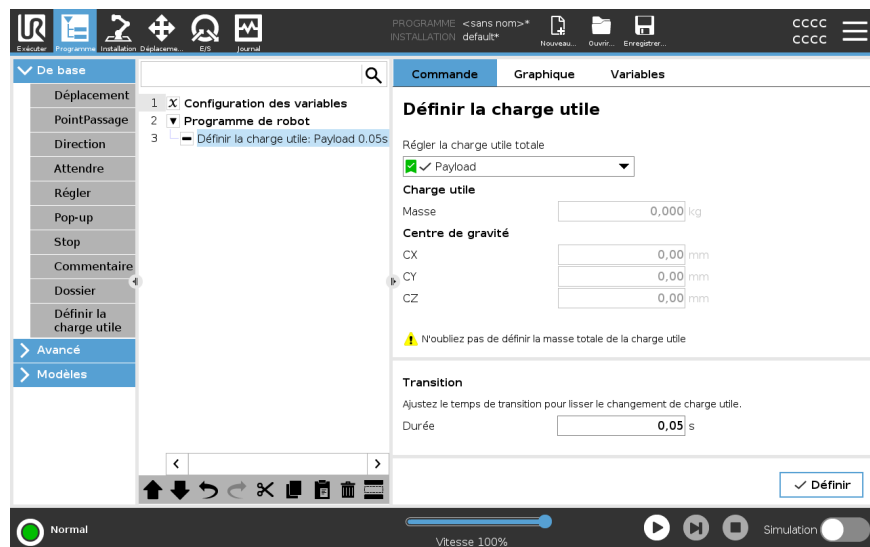 PROGRAMME <sans nom>*
INSTALLATION default*
Exécuter Programme Installation Déplaceme... E/S Journal
Nouveau... Ouvrir... Enregistrer...
CCCC
CCCC
De base
Déplacement
PointPassage
Direction
Attendre
Régler
Pop-up
Stop
Commentaire
Dossier
Définir la
charge utile
Avancé
Modèles
1 X Configuration des variables
2 Programme de robot
3 Définir la charge utile: Payload 0.05s
Commande Graphique Variables
Définir la charge utile
Régler la charge utile totale
Payload
Charge utile
Masse 0,000 kg
Centre de gravité
CX 0,00 mm
CY 0,00 mm
CZ 0,00 mm
N'oubliez pas de définir la masse totale de la charge utile
Transition
Ajustez le temps de transition pour lisser le changement de charge utile.
Durée 0,05 s
Définir
Normal
Vitesse 100%
Simulation